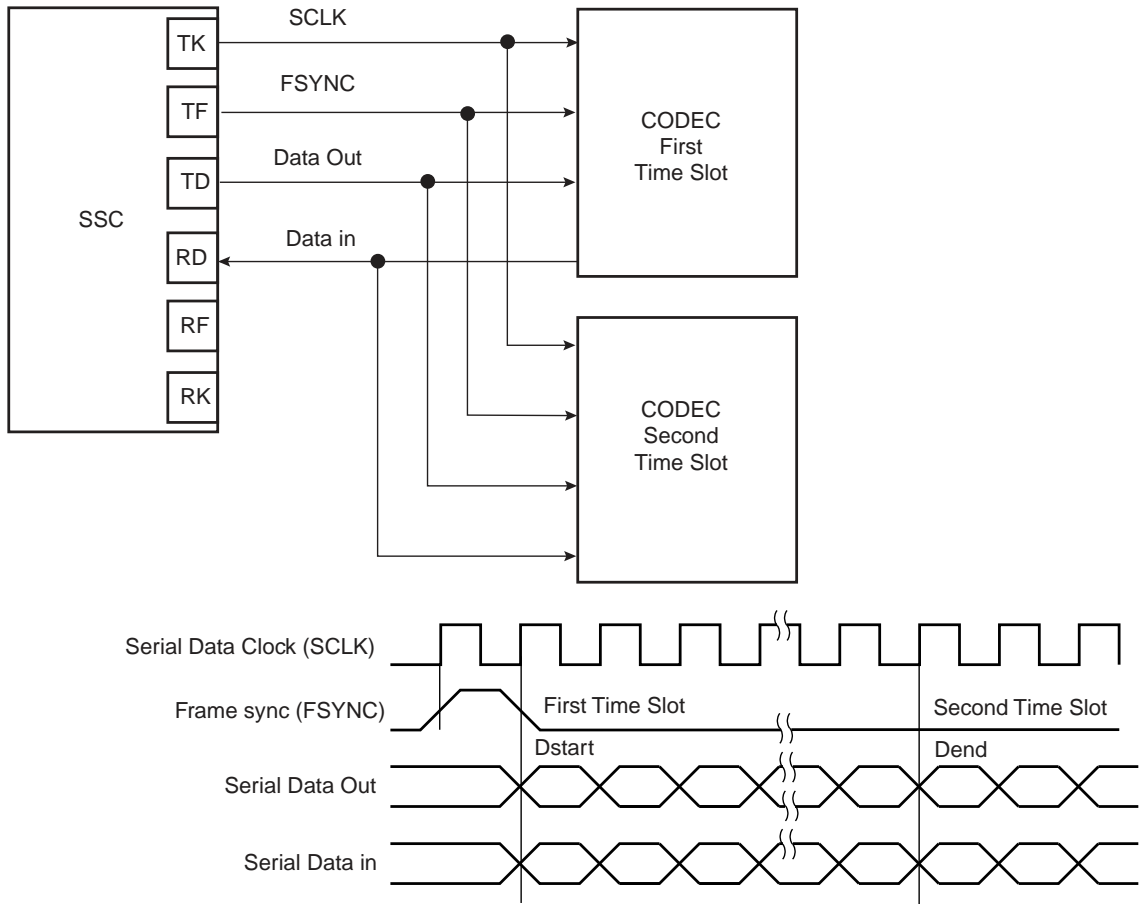 SSC
TK
TF
TD
RD
RF
RK
SCLK
FSYNC
Data Out
Data in
CODEC
First
Time Slot
CODEC
Second
Time Slot
Serial Data Clock (SCLK)
Frame sync (FSYNC)
First Time Slot
Second Time Slot
Dstart
Dend
Serial Data Out
Serial Data in